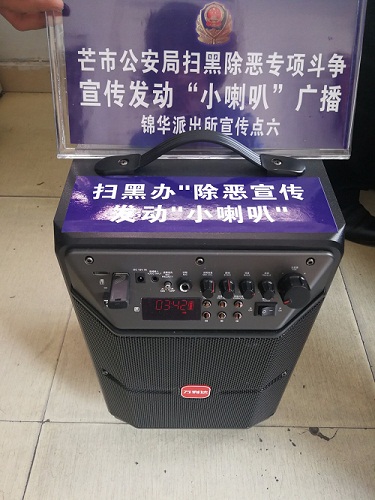 芒市公安局扫黑除恶专项斗争
宣传发动“小喇叭”广播
锦华派出所宣传点六
扫黑办"除恶宣传
发动"小喇叭"
03:42